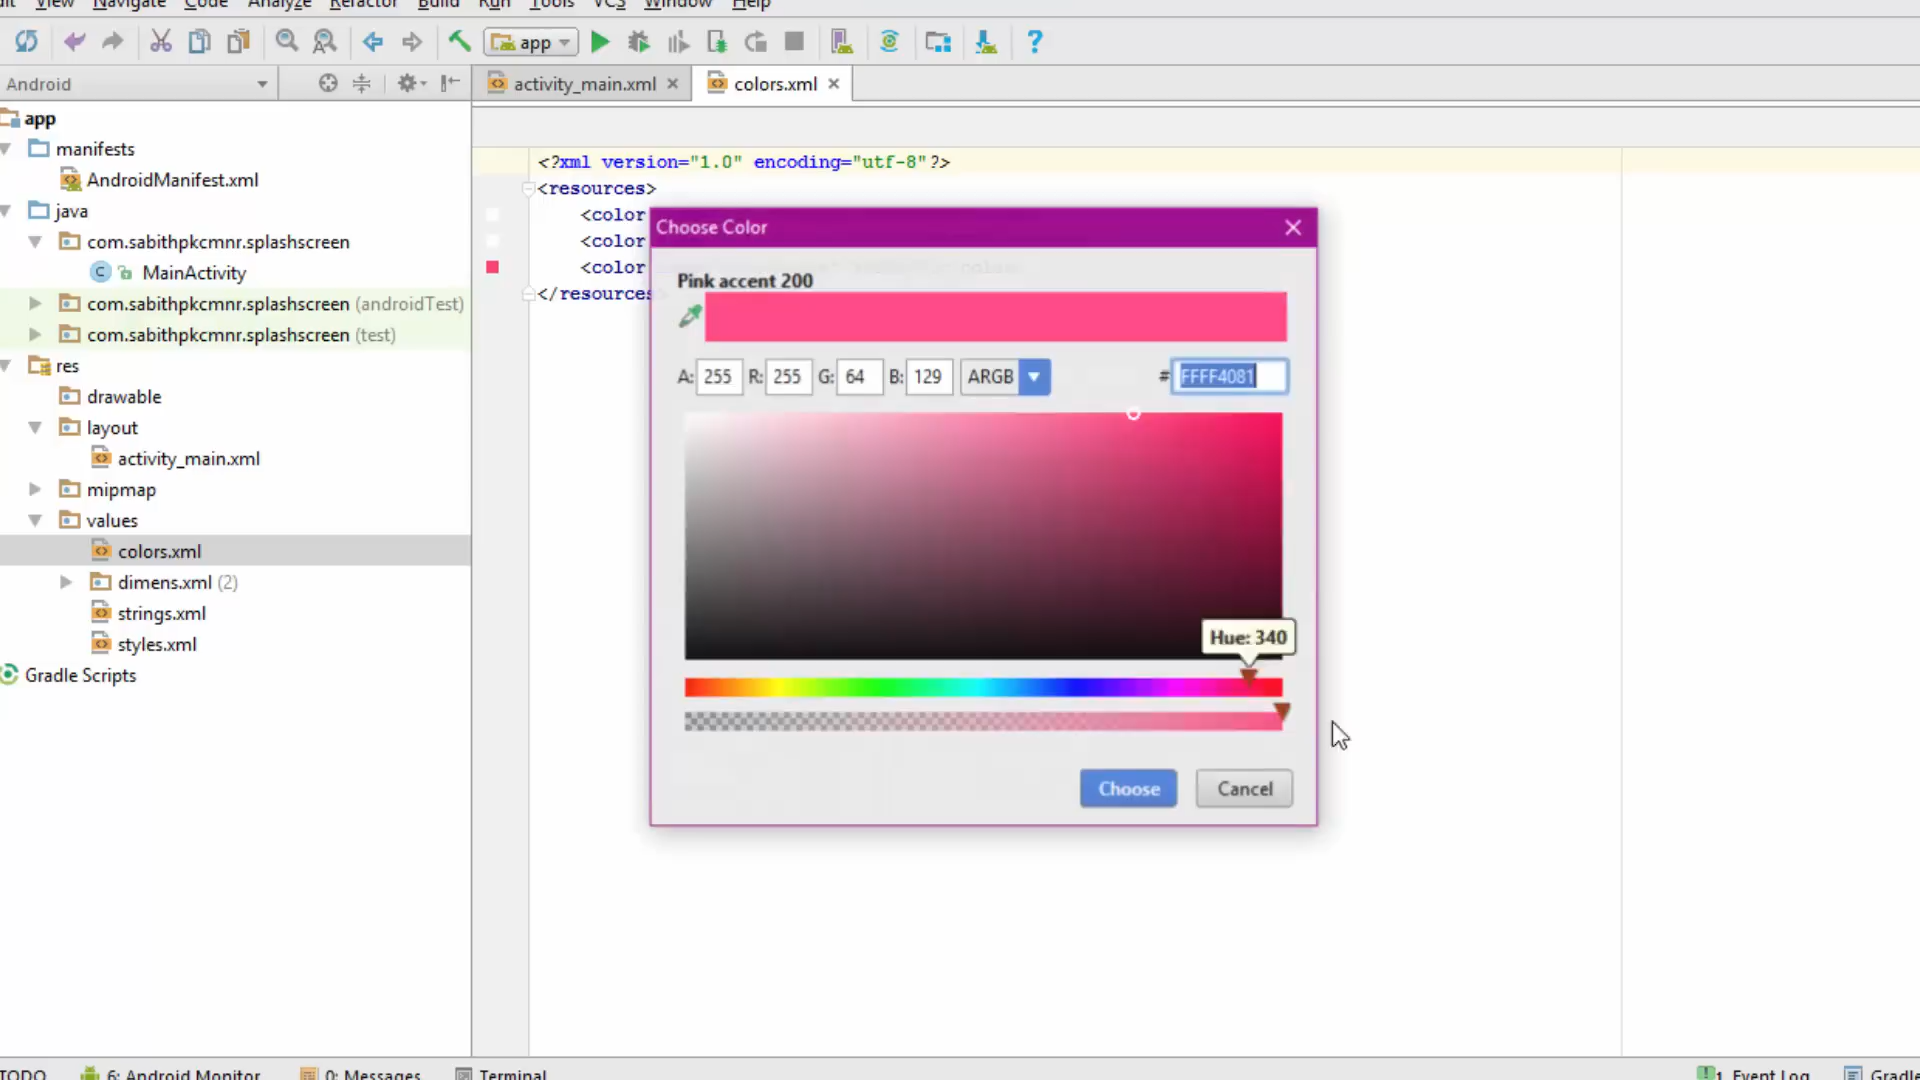 View Navigate Code Analyze Refactor Build Run Tools VCS Window Help
app
Android
activity_main.xml
colors.xml
app
manifests
AndroidManifest.xml
java
com.sabithpkcmnr.splashscreen
MainActivity
com.sabithpkcmnr.splashscreen (androidTest)
com.sabithpkcmnr.splashscreen (test)
res
drawable
layout
activity_main.xml
mipmap
values
colors.xml
dimens.xml (2)
strings.xml
styles.xml
Gradle Scripts
<?xml version="1.0" encoding="utf-8"?>
<resources>
<color
<color
<color
</resources
Choose Color
Pink accent 200
A: 255 R: 255 G: 64 B: 129 ARGB # FFFF4081
Hue: 340
Choose Cancel
TODO 6: Android Monitor 0: Messages Terminal 1 Event Log Gradle